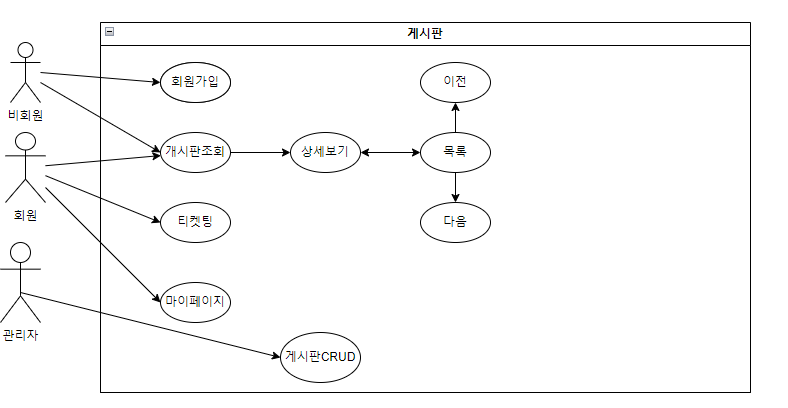 게시판
비회원
회원
관리자
회원가입
개시판조회
티켓팅
마이페이지
상세보기
게시판CRUD
이전
목록
다음